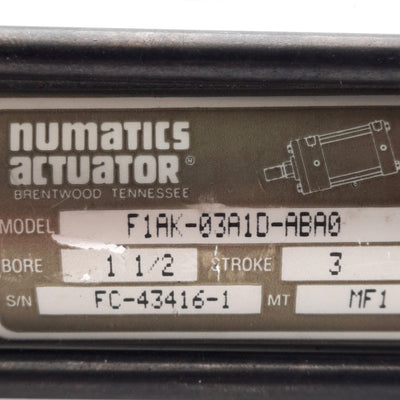 numatics
actuator®
BRENTWOOD TENNESSEE
MODEL F1AK-03A1D-ABA0
BORE 1 1/2 STROKE 3
S/N FC-43416-1 MT MF1